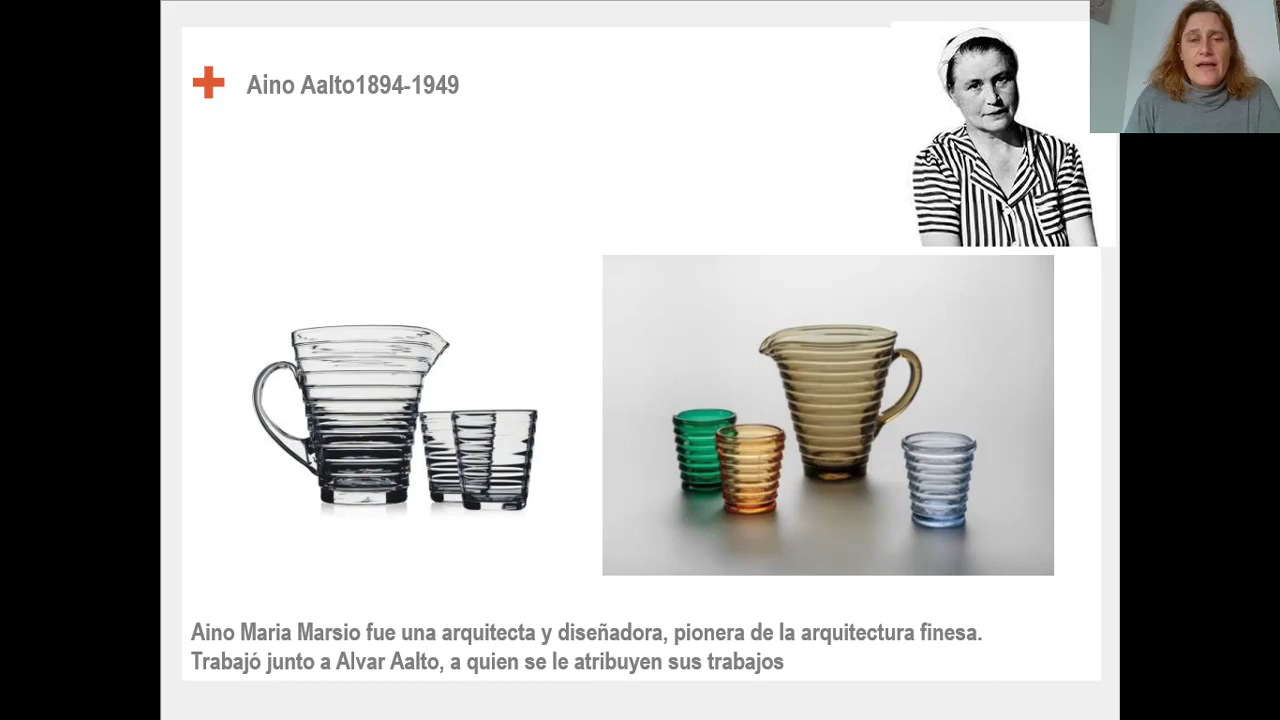 Aino Aalto1894-1949
Aino Maria Marsio fue una arquitecta y diseñadora, pionera de la arquitectura finesa.
Trabajó junto a Alvar Aalto, a quien se le atribuyen sus trabajos